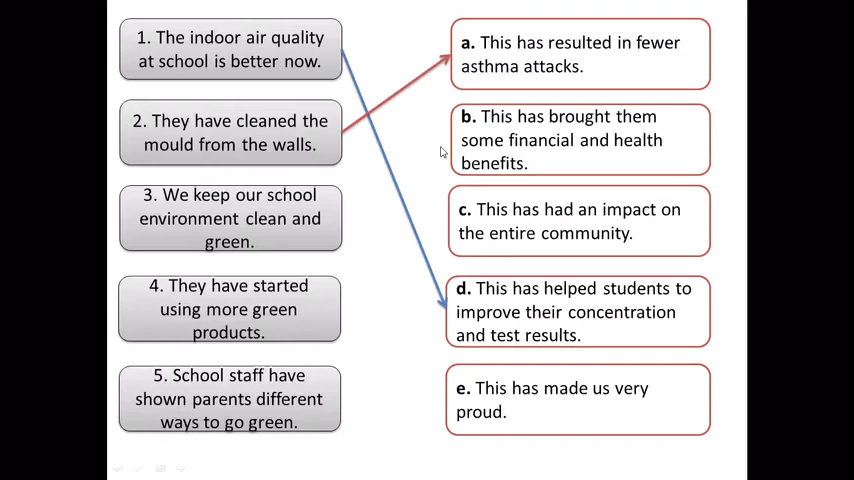 1. The indoor air quality
at school is better now.
2. They have cleaned the
mould from the walls.
3. We keep our school
environment clean and
green.
4. They have started
using more green
products.
5. School staff have
shown parents different
ways to go green.
a. This has resulted in fewer
asthma attacks.
b. This has brought them
some financial and health
benefits.
c. This has had an impact on
the entire community.
d. This has helped students to
improve their concentration
and test results.
e. This has made us very
proud.